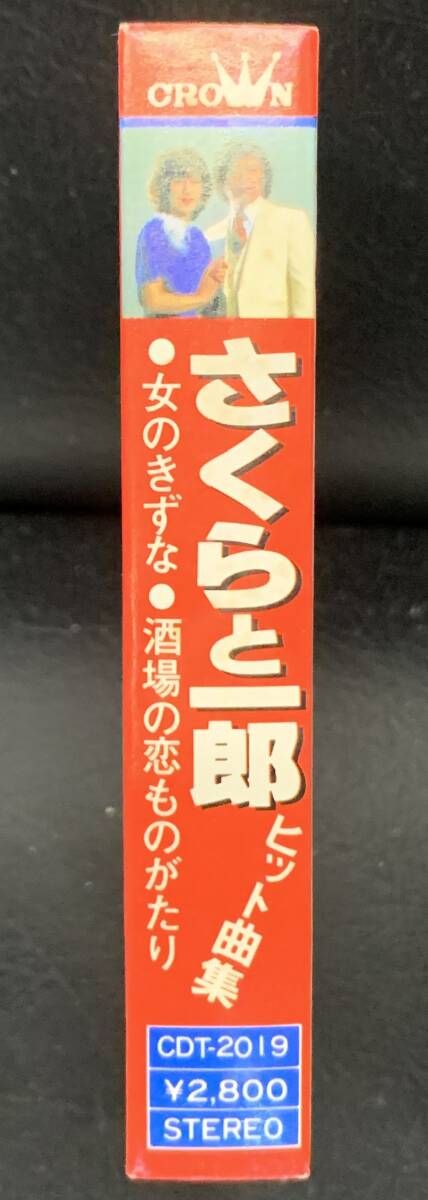 CROWN
さくらと一郎
ヒット曲集
●女のきずな●酒場の恋ものがたり
CDT-2019
¥2,800
STEREO